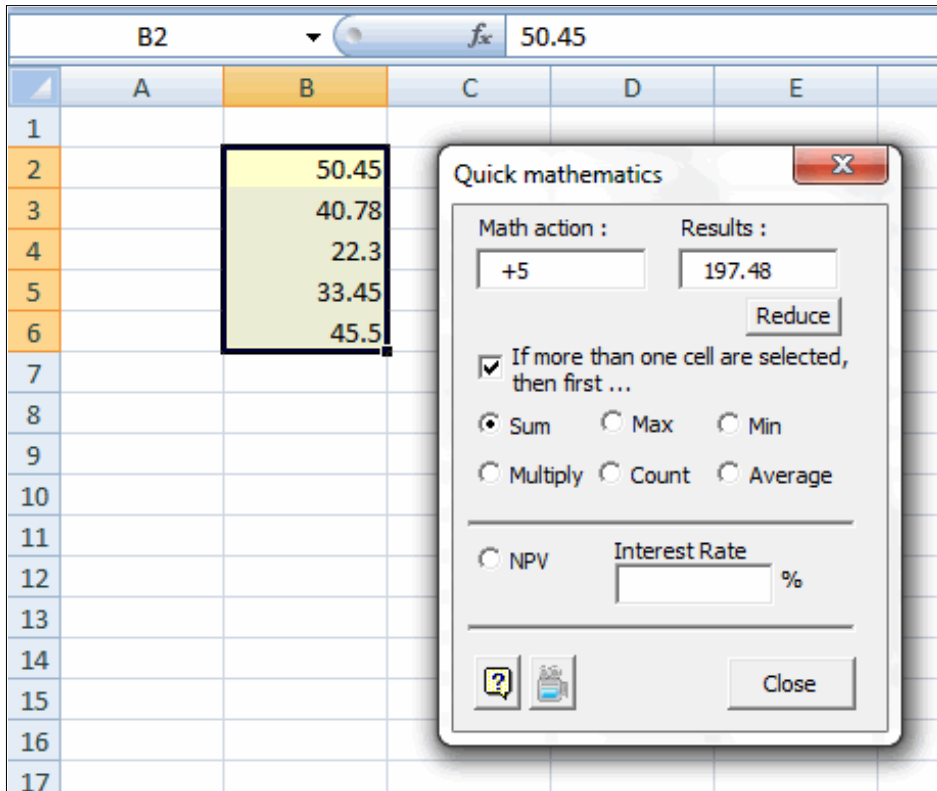 B2 fx 50.45
A B C D E
1
2 50.45
3 40.78
4 22.3
5 33.45
6 45.5
7
8
9
10
11
12
13
14
15
16
17
Quick mathematics
Math action : Results :
+5 197.48
Reduce
If more than one cell are selected,
then first ...
Sum Max Min
Multiply Count Average
NPV Interest Rate
%
? Close